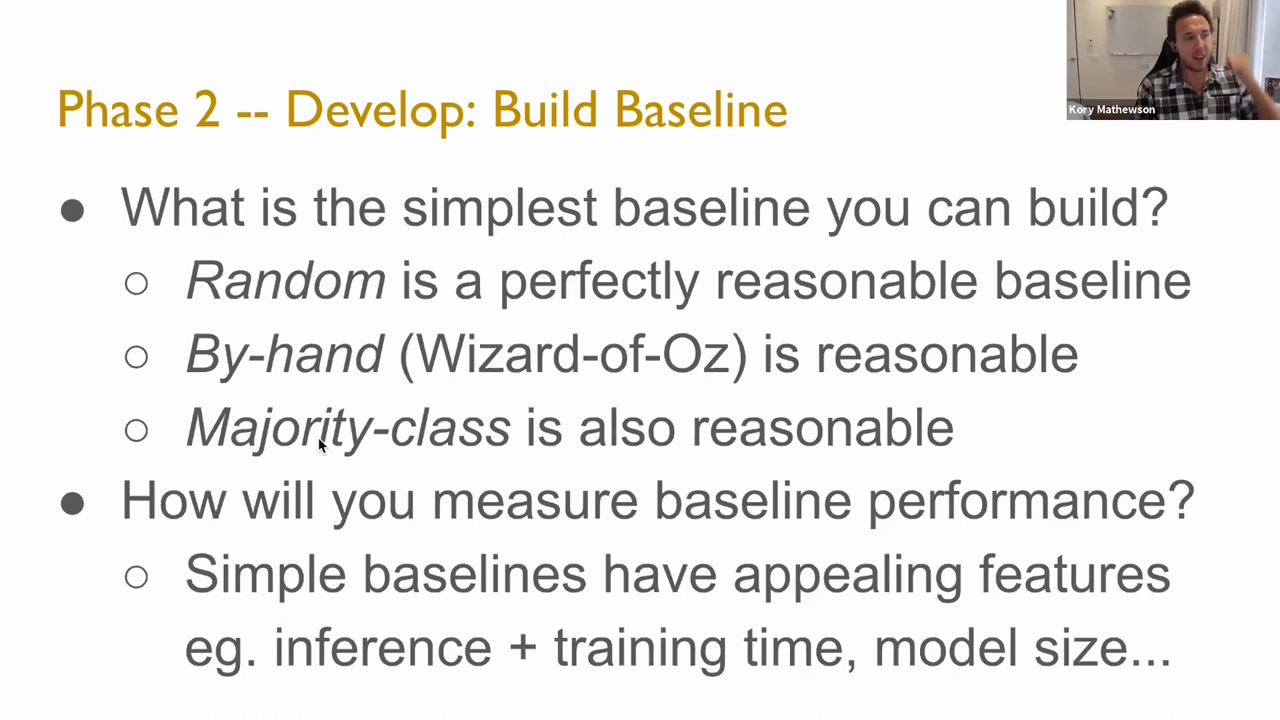 Phase 2 -- Develop: Build Baseline
Kory Mathewson
● What is the simplest baseline you can build?
○ Random is a perfectly reasonable baseline
○ By-hand (Wizard-of-Oz) is reasonable
○ Majority-class is also reasonable
● How will you measure baseline performance?
○ Simple baselines have appealing features
eg. inference + training time, model size...